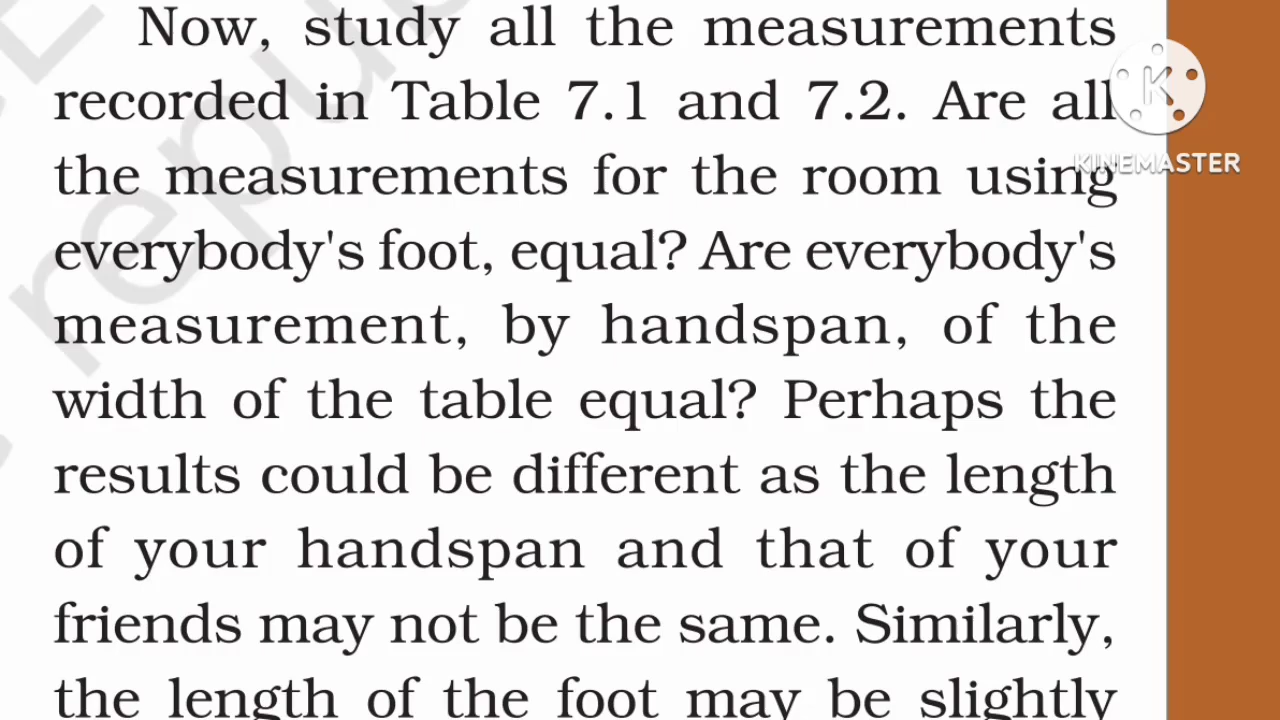 Now, study all the measurements
recorded in Table 7.1 and 7.2. Are all
the measurements for the room using
everybody's foot, equal? Are everybody's
measurement, by handspan, of the
width of the table equal? Perhaps the
results could be different as the length
of your handspan and that of your
friends may not be the same. Similarly,
the length of the foot may be slightly
K
KINEMASTER